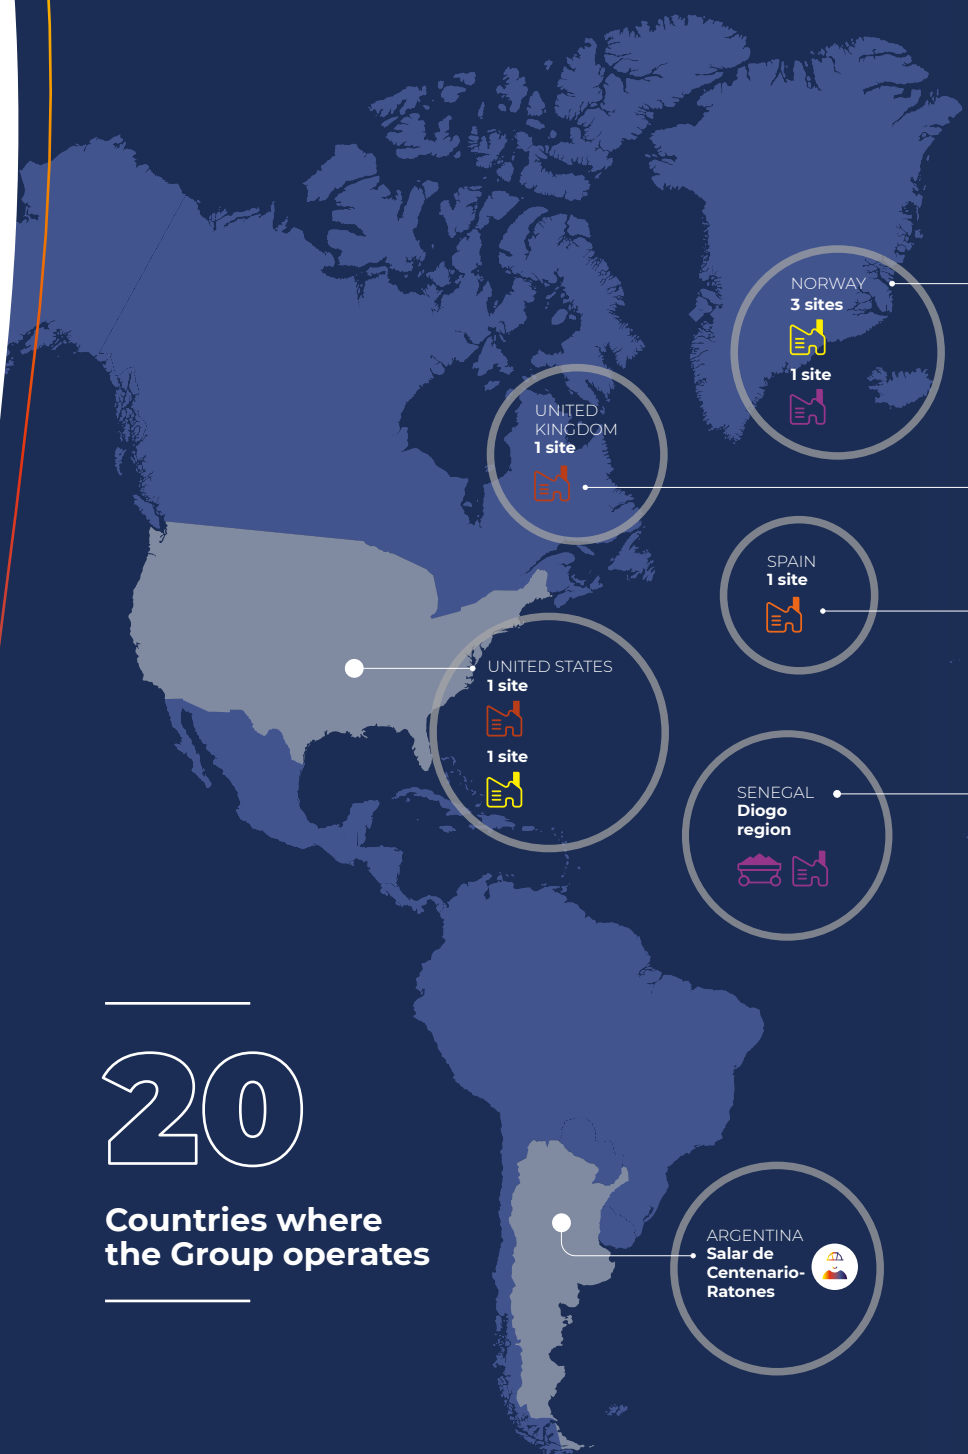 NORWAY
3 sites
1 site
UNITED
KINGDOM
1 site
SPAIN
1 site
UNITED STATES
1 site
1 site
SENEGAL
Diogo
region
20
Countries where
the Group operates
ARGENTINA
Salar de
Centenario-
Ratones